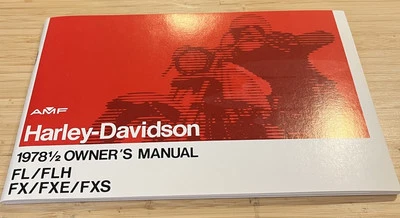 AMF
Harley-Davidson
1978½ OWNER'S MANUAL
FL/FLH
FX/FXE/FXS